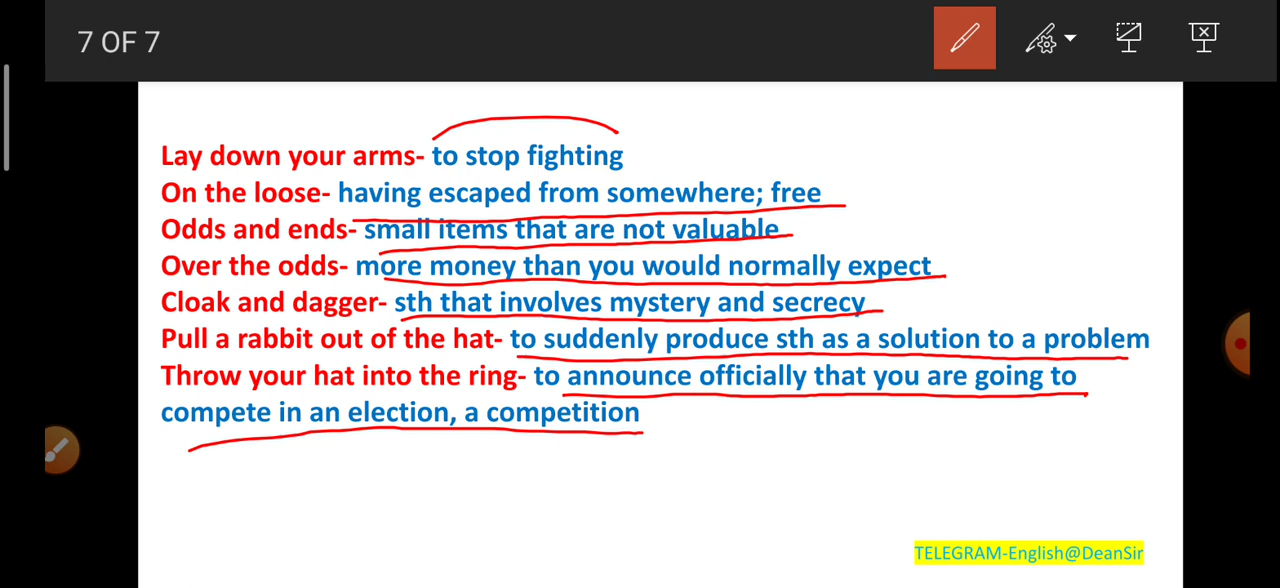 7 OF 7
Lay down your arms- to stop fighting
On the loose- having escaped from somewhere; free
Odds and ends- small items that are not valuable
Over the odds- more money than you would normally expect
Cloak and dagger- sth that involves mystery and secrecy
Pull a rabbit out of the hat- to suddenly produce sth as a solution to a problem
Throw your hat into the ring- to announce officially that you are going to
compete in an election, a competition
TELEGRAM-English@DeanSir